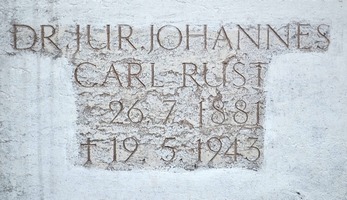 DR. JUR. JOHANNES
CARL RUST
* 26. 7. 1881
† 19. 5. 1943